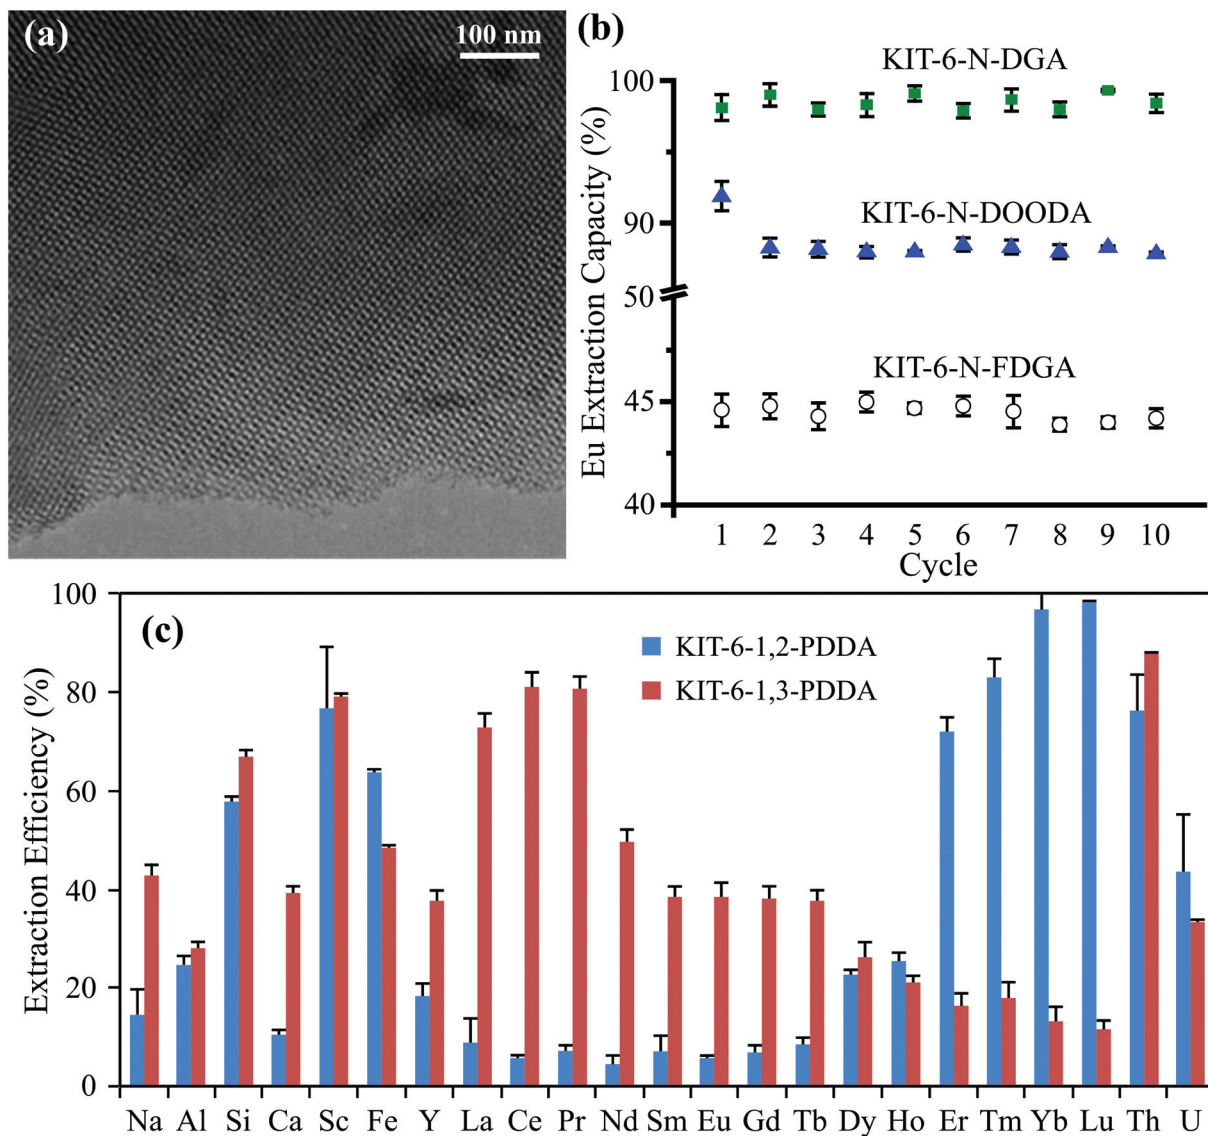 (a)
100 nm
(b)
KIT-6-N-DGA
KIT-6-N-DOODA
KIT-6-N-FDGA
Eu Extraction Capacity (%)
100
90
50
45
40
1 2 3 4 5 6 7 8 9 10
Cycle
(c)
KIT-6-1,2-PDDA
KIT-6-1,3-PDDA
Extraction Efficiency (%)
100
80
60
40
20
0
Na Al Si Ca Sc Fe Y La Ce Pr Nd Sm Eu Gd Tb Dy Ho Er Tm Yb Lu Th U